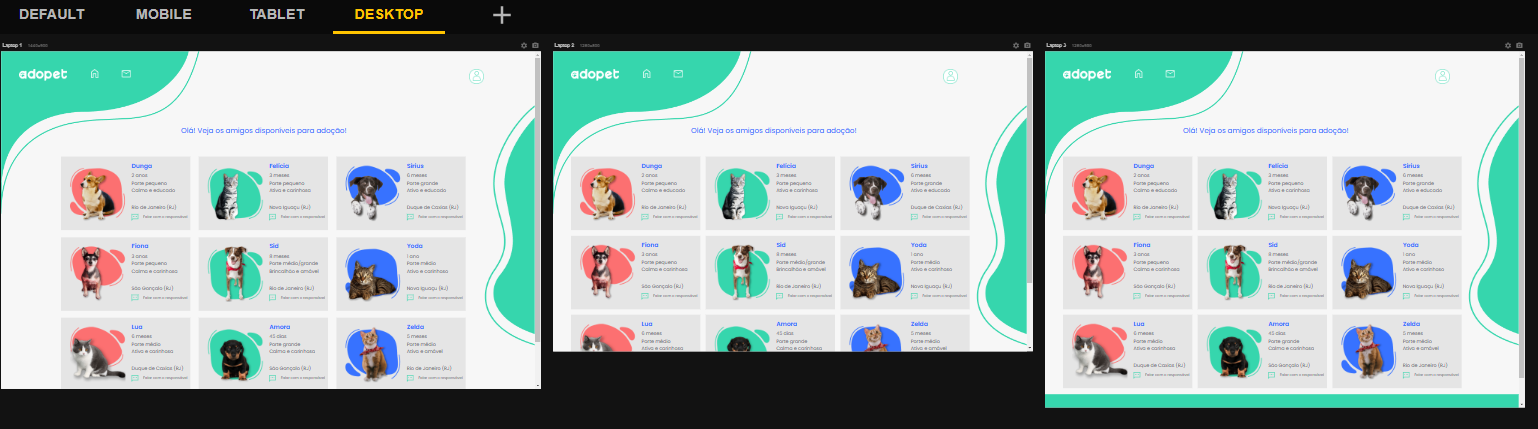 DEFAULT MOBILE TABLET DESKTOP
Laptop 1
adopet
Olá! Veja os amigos disponíveis para adoção!
Dunga
2 anos
Porte pequeno
Calmo e educado
Rio de Janeiro (RJ)
Falar com o responsável
Felícia
3 meses
Porte pequeno
Ativa e carinhosa
Nova Iguaçu (RJ)
Falar com o responsável
Sirius
6 meses
Porte grande
Ativo e educado
Duque de Caxias (RJ)
Falar com o responsável
Fiona
3 anos
Porte pequeno
Calma e carinhosa
São Gonçalo (RJ)
Falar com o responsável
Sid
8 meses
Porte médio/grande
Brincalhão e amável
Rio de Janeiro (RJ)
Falar com o responsável
Yoda
1 ano
Porte médio
Ativo e carinhoso
Nova Iguaçu (RJ)
Falar com o responsável
Lua
6 meses
Porte médio
Ativa e carinhosa
Duque de Caxias (RJ)
Falar com o responsável
Amora
45 dias
Porte grande
Calma e carinhosa
São Gonçalo (RJ)
Falar com o responsável
Zelda
5 meses
Porte médio
Ativa e amável
Rio de Janeiro (RJ)
Falar com o responsável
Laptop 2
adopet
Olá! Veja os amigos disponíveis para adoção!
Dunga
2 anos
Porte pequeno
Calmo e educado
Rio de Janeiro (RJ)
Falar com o responsável
Felícia
3 meses
Porte pequeno
Ativa e carinhosa
Nova Iguaçu (RJ)
Falar com o responsável
Sirius
6 meses
Porte grande
Ativo e educado
Duque de Caxias (RJ)
Falar com o responsável
Fiona
3 anos
Porte pequeno
Calma e carinhosa
São Gonçalo (RJ)
Falar com o responsável
Sid
8 meses
Porte médio/grande
Brincalhão e amável
Rio de Janeiro (RJ)
Falar com o responsável
Yoda
1 ano
Porte médio
Ativo e carinhoso
Nova Iguaçu (RJ)
Falar com o responsável
Lua
6 meses
Porte médio
Ativa e carinhosa
Amora
45 dias
Porte grande
Calma e carinhosa
Zelda
5 meses
Porte médio
Ativa e amável
Laptop 3
adopet
Olá! Veja os amigos disponíveis para adoção!
Dunga
2 anos
Porte pequeno
Calmo e educado
Rio de Janeiro (RJ)
Falar com o responsável
Felícia
3 meses
Porte pequeno
Ativa e carinhosa
Nova Iguaçu (RJ)
Falar com o responsável
Sirius
6 meses
Porte grande
Ativo e educado
Duque de Caxias (RJ)
Falar com o responsável
Fiona
3 anos
Porte pequeno
Calma e carinhosa
São Gonçalo (RJ)
Falar com o responsável
Sid
8 meses
Porte médio/grande
Brincalhão e amável
Rio de Janeiro (RJ)
Falar com o responsável
Yoda
1 ano
Porte médio
Ativo e carinhoso
Nova Iguaçu (RJ)
Falar com o responsável
Lua
6 meses
Porte médio
Ativa e carinhosa
Duque de Caxias (RJ)
Falar com o responsável
Amora
45 dias
Porte grande
Calma e carinhosa
São Gonçalo (RJ)
Falar com o responsável
Zelda
5 meses
Porte médio
Ativa e amável
Rio de Janeiro (RJ)
Falar com o responsável